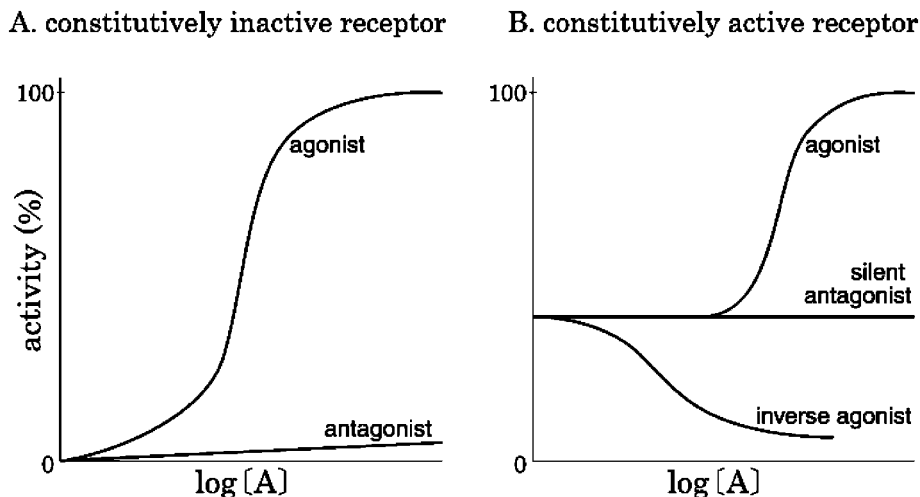 A. constitutively inactive receptor
100
agonist
activity (%)
antagonist
0
log [A]
B. constitutively active receptor
100
agonist
silent
antagonist
inverse agonist
0
log [A]